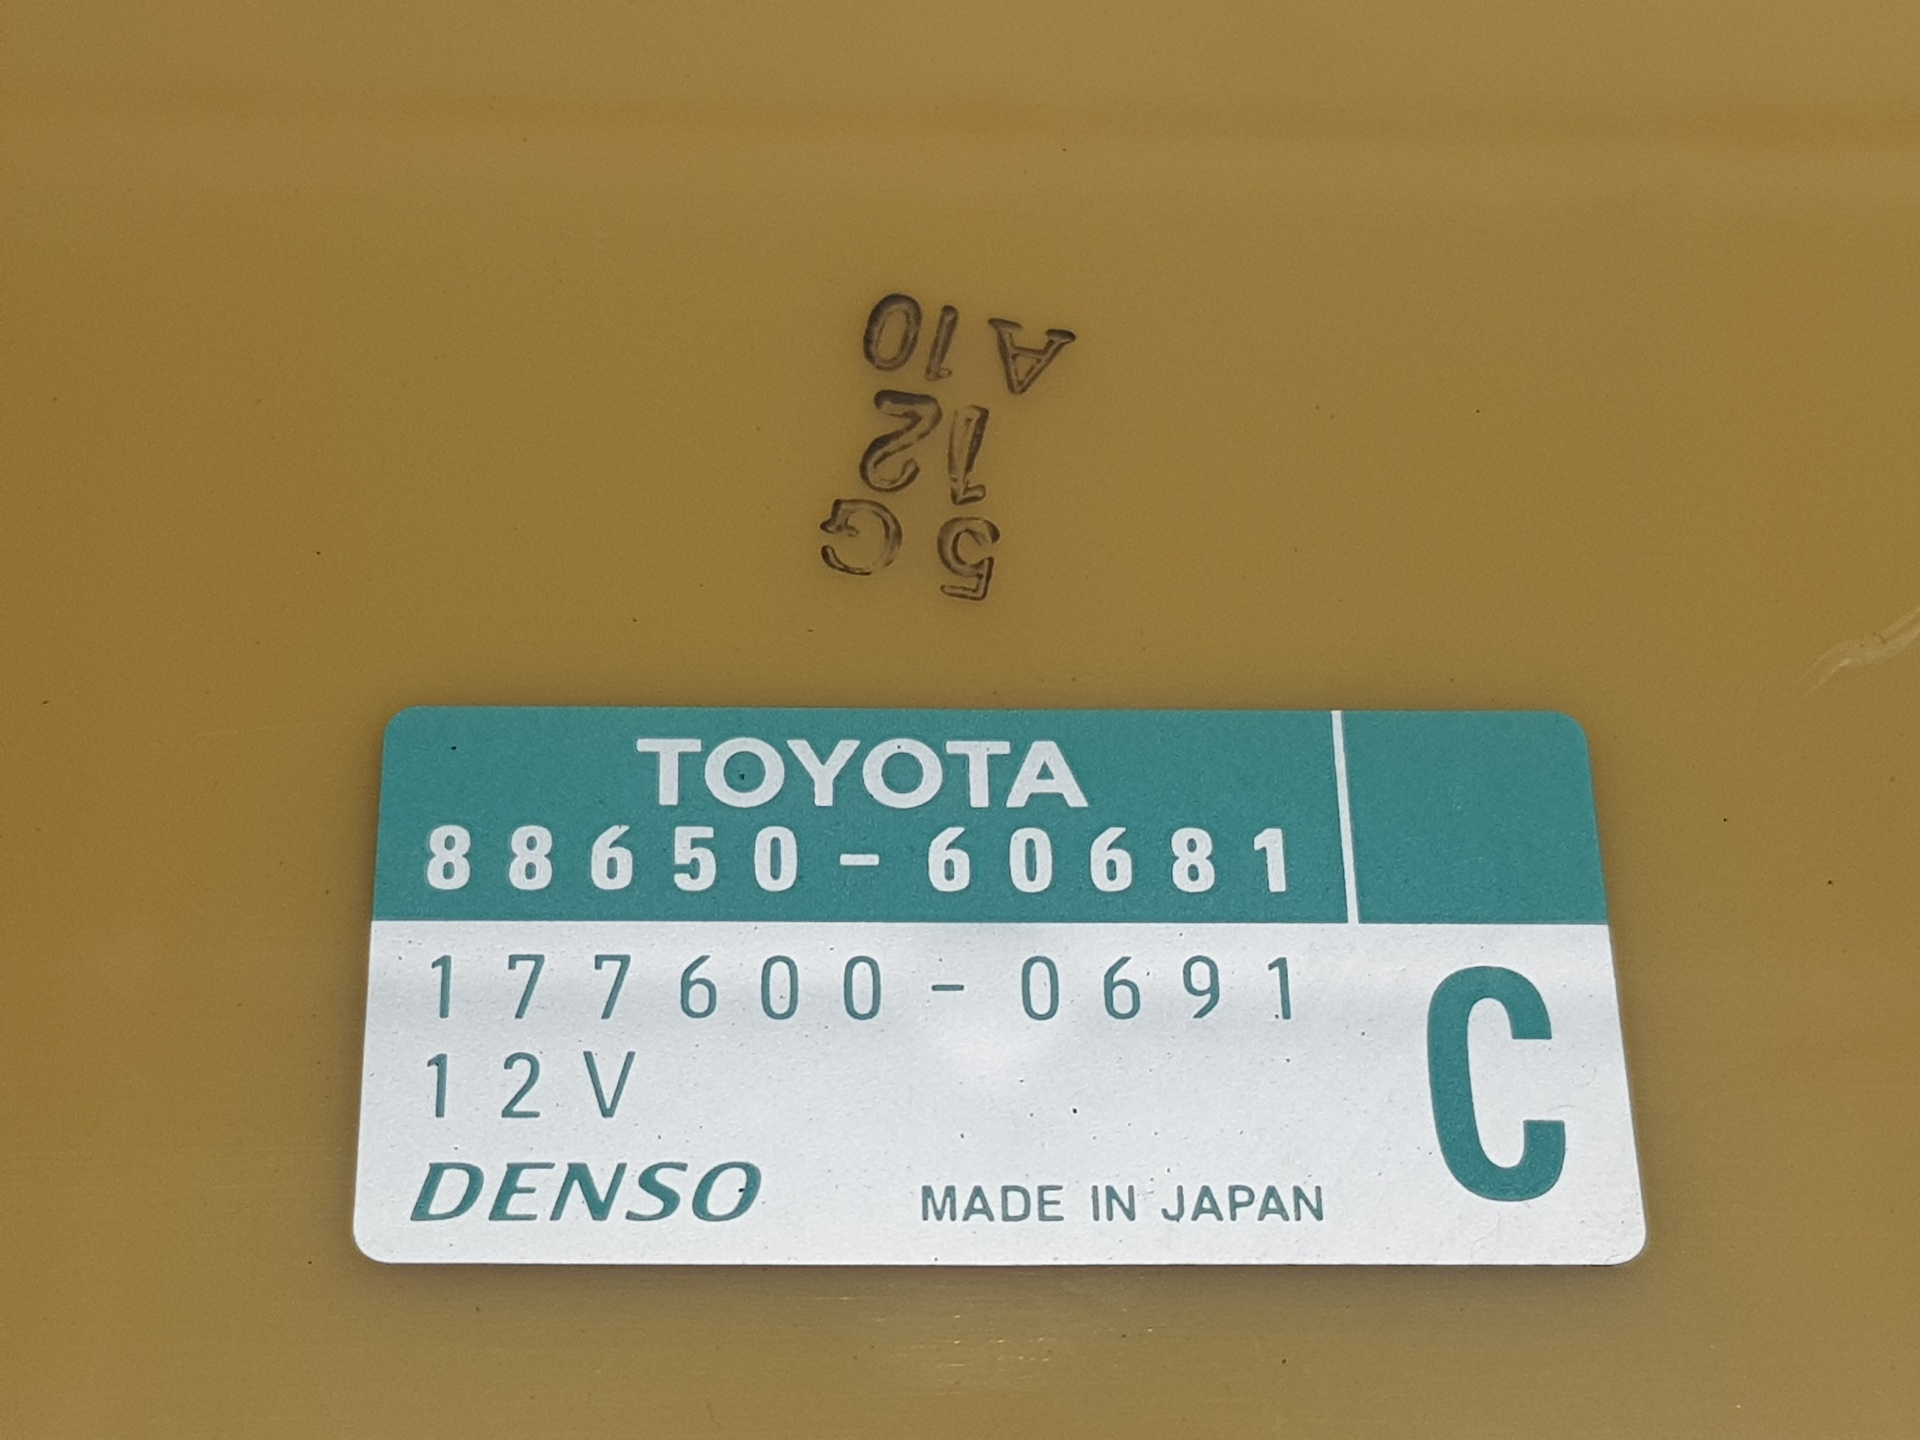 5G
12
A10
TOYOTA
88650-60681
177600-0691
12V
C
DENSO MADE IN JAPAN